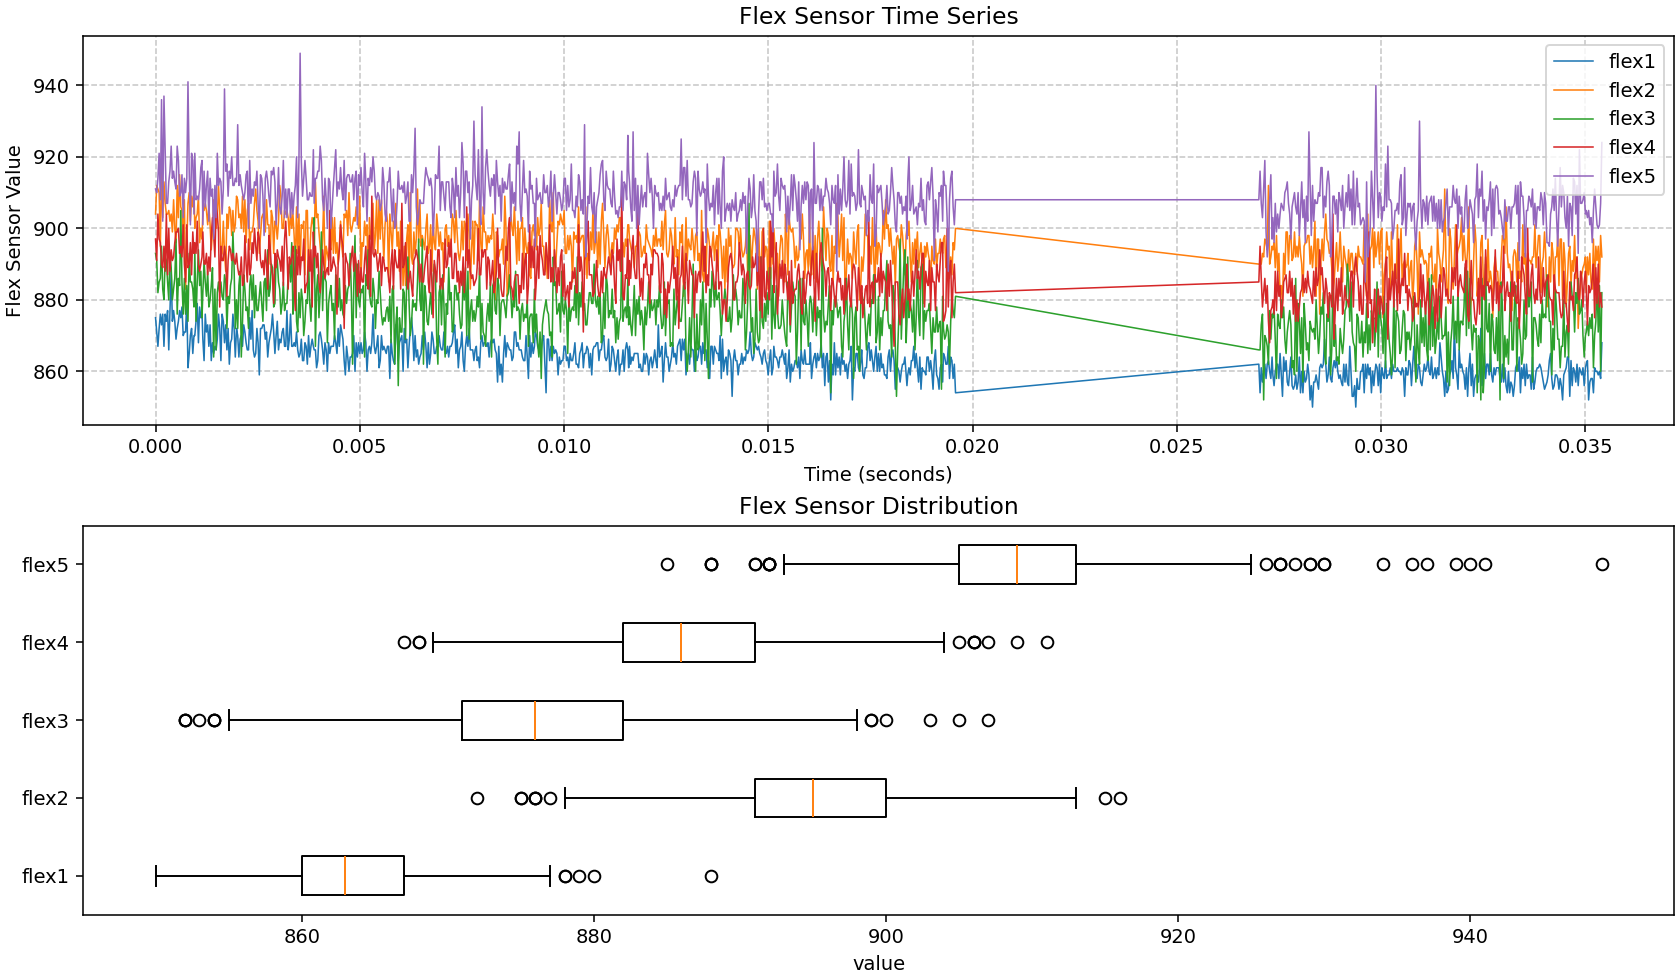 Flex Sensor Time Series
Flex Sensor Value
940
920
900
880
860
flex1
flex2
flex3
flex4
flex5
0.000 0.005 0.010 0.015 0.020 0.025 0.030 0.035
Time (seconds)
Flex Sensor Distribution
flex5
flex4
flex3
flex2
flex1
860 880 900 920 940
value